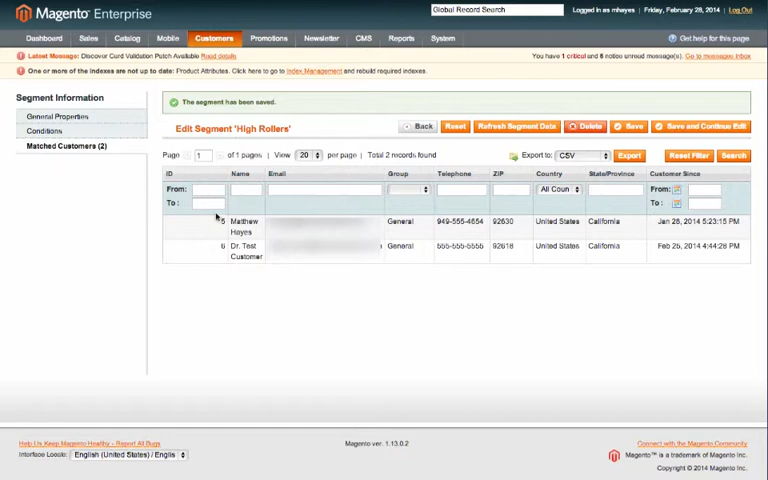 Magento Enterprise
Global Record Search
Logged in as mhayes | Friday, February 28, 2014 | Log Out
Dashboard Sales Catalog Mobile Customers Promotions Newsletter CMS Reports System Get help for this page
Latest Message: Discover Card Validation Patch Available Read details
You have 1 critical and 6 notice unread message(s). Go to messages inbox
One or more of the Indexes are not up to date: Product Attributes. Click here to go to Index Management and rebuild required indexes.
Segment Information
General Properties
Conditions
Matched Customers (2)
The segment has been saved.
Edit Segment 'High Rollers'
Back Reset Refresh Segment Data Delete Save Save and Continue Edit
Page 1 of 1 pages | View 20 per page | Total 2 records found
Export to: CSV Export Reset Filter Search
ID Name Email Group Telephone ZIP Country State/Province Customer Since
From: All Coun From:
To : To :
5 Matthew Hayes General 949-555-4654 92630 United States California Jan 28, 2014 5:23:15 PM
6 Dr. Test Customer General 555-555-5555 92618 United States California Feb 25, 2014 4:44:28 PM
Help Us Keep Magento Healthy - Report All Bugs
Interface Locale: English (United States) / Englis
Magento ver. 1.13.0.2
Connect with the Magento Community
Magento™ is a trademark of Magento Inc.
Copyright © 2014 Magento Inc.